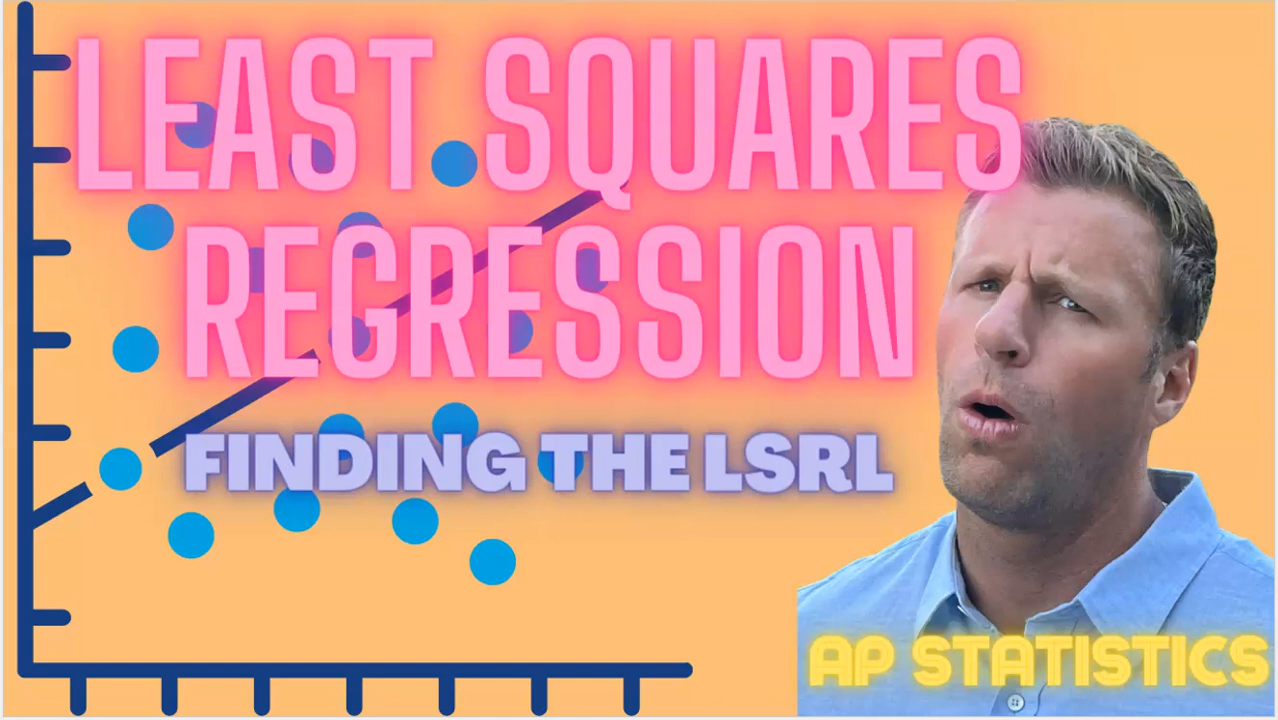 LEAST SQUARES
REGRESSION
FINDING THE LSRL
AP STATISTICS